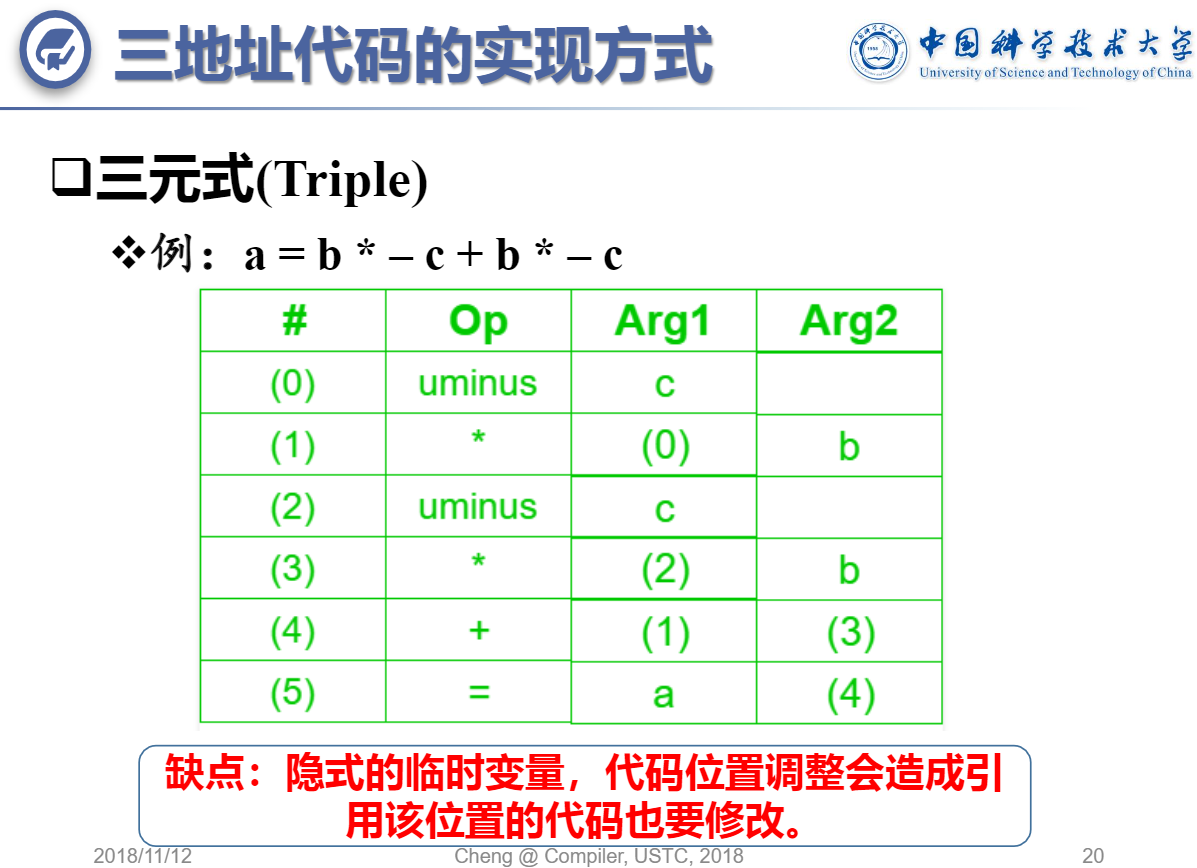 三地址代码的实现方式
中国科学技术大学
University of Science and Technology of China
❑三元式(Triple)
❖例：a = b * – c + b * – c
# Op Arg1 Arg2
(0) uminus c
(1) * (0) b
(2) uminus c
(3) * (2) b
(4) + (1) (3)
(5) = a (4)
缺点：隐式的临时变量，代码位置调整会造成引
用该位置的代码也要修改。
2018/11/12 Cheng @ Compiler, USTC, 2018 20